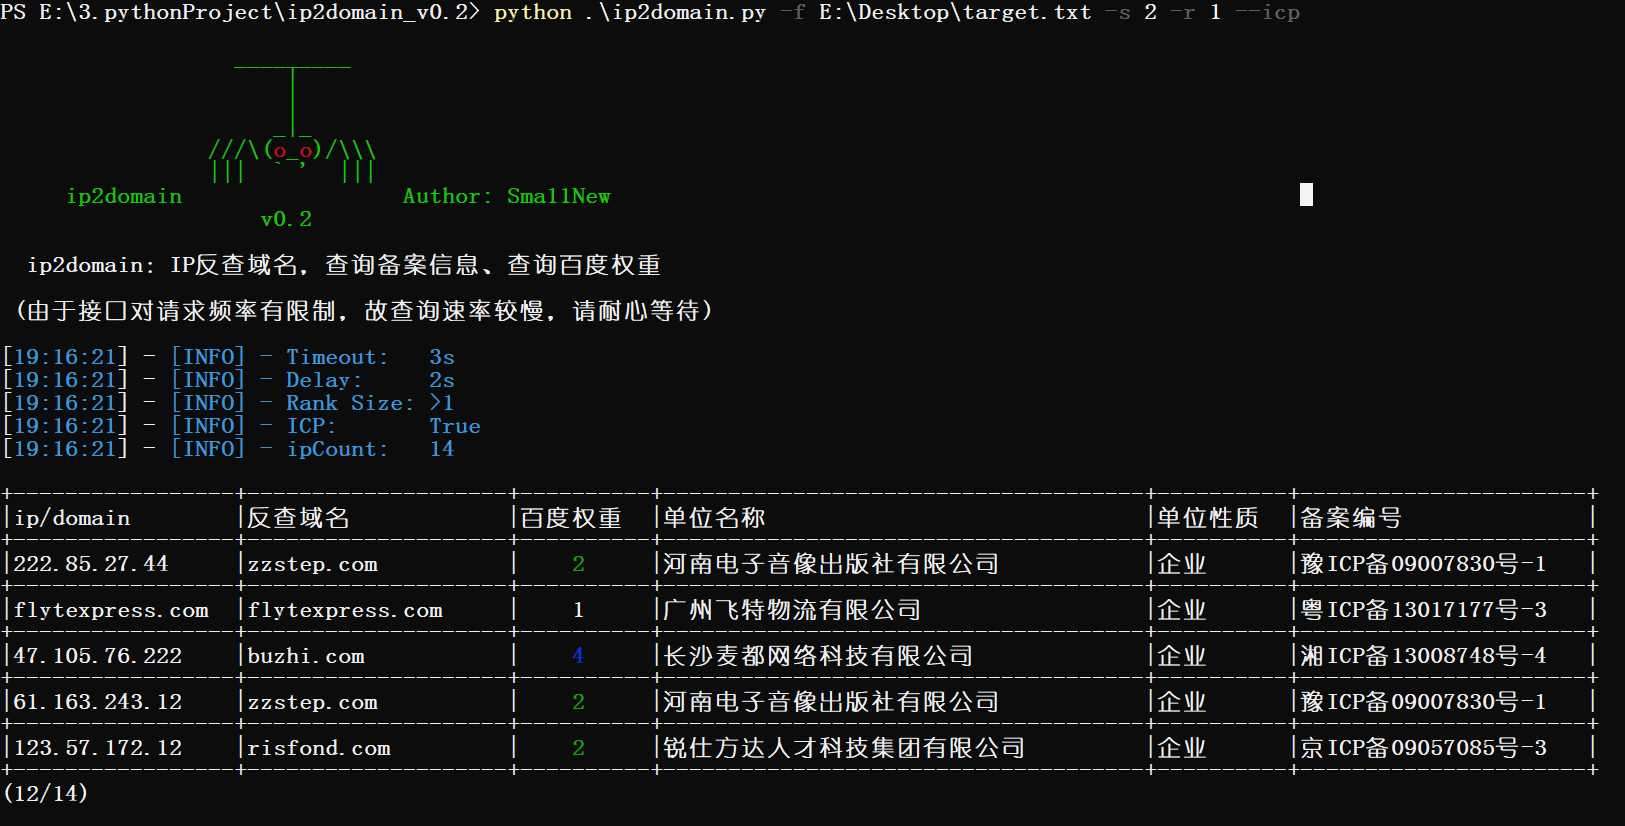 PS E:\3.pythonProject\ip2domain_v0.2> python .\ip2domain.py -f E:\Desktop\target.txt -s 2 -r 1 --icp
_________
|
|
|
_|_
///\(o_o)/\\\
||| ` ' |||
ip2domain Author: Sma11New
v0.2
ip2domain: IP反查域名，查询备案信息、查询百度权重
(由于接口对请求频率有限制，故查询速率较慢，请耐心等待)
[19:16:21] - [INFO] - Timeout: 3s
[19:16:21] - [INFO] - Delay: 2s
[19:16:21] - [INFO] - Rank Size: >1
[19:16:21] - [INFO] - ICP: True
[19:16:21] - [INFO] - ipCount: 14
+-----------------+--------------------+----------+-------------------------------------+----------+----------------------+
|ip/domain |反查域名 |百度权重 |单位名称 |单位性质 |备案编号 |
+-----------------+--------------------+----------+-------------------------------------+----------+----------------------+
|222.85.27.44 |zzstep.com | 2 |河南电子音像出版社有限公司 |企业 |豫ICP备09007830号-1 |
+-----------------+--------------------+----------+-------------------------------------+----------+----------------------+
|flytexpress.com |flytexpress.com | 1 |广州飞特物流有限公司 |企业 |粤ICP备13017177号-3 |
+-----------------+--------------------+----------+-------------------------------------+----------+----------------------+
|47.105.76.222 |buzhi.com | 4 |长沙麦都网络科技有限公司 |企业 |湘ICP备13008748号-4 |
+-----------------+--------------------+----------+-------------------------------------+----------+----------------------+
|61.163.243.12 |zzstep.com | 2 |河南电子音像出版社有限公司 |企业 |豫ICP备09007830号-1 |
+-----------------+--------------------+----------+-------------------------------------+----------+----------------------+
|123.57.172.12 |risfond.com | 2 |锐仕方达人才科技集团有限公司 |企业 |京ICP备09057085号-3 |
+-----------------+--------------------+----------+-------------------------------------+----------+----------------------+
(12/14)